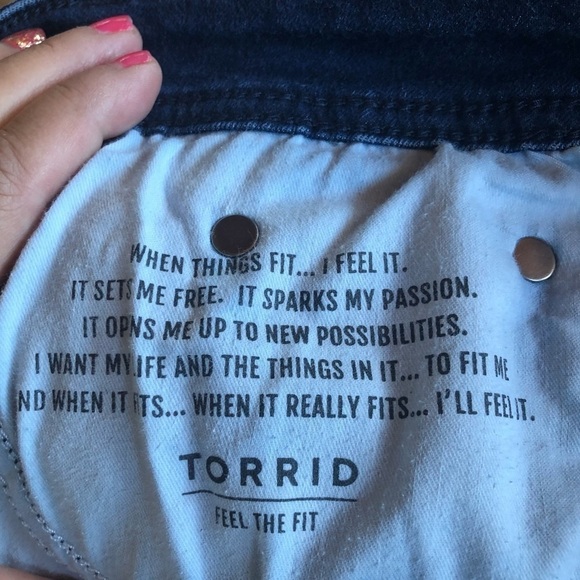 WHEN THINGS FIT... I FEEL IT.
IT SETS ME FREE. IT SPARKS MY PASSION.
IT OPNS ME UP TO NEW POSSIBILITIES.
I WANT MY LIFE AND THE THINGS IN IT... TO FIT ME
AND WHEN IT FITS... WHEN IT REALLY FITS... I'LL FEEL IT.
TORRID
FEEL THE FIT